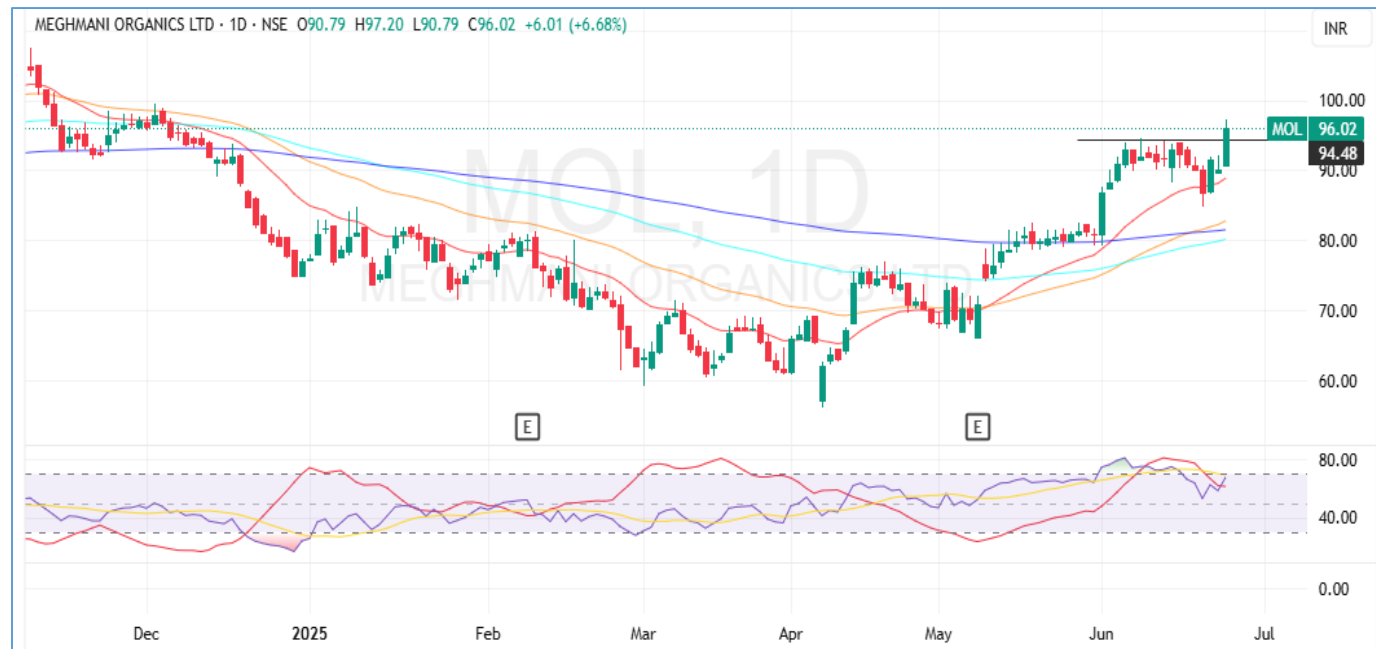 MEGHMANI ORGANICS LTD · 1D · NSE O90.79 H97.20 L90.79 C96.02 +6.01 (+6.68%)
INR
100.00
MOL 96.02
94.48
90.00
MOL, 1D
80.00
MEGHMANI ORGANICS LTD
70.00
60.00
E E
80.00
40.00
0.00
Dec 2025 Feb Mar Apr May Jun Jul